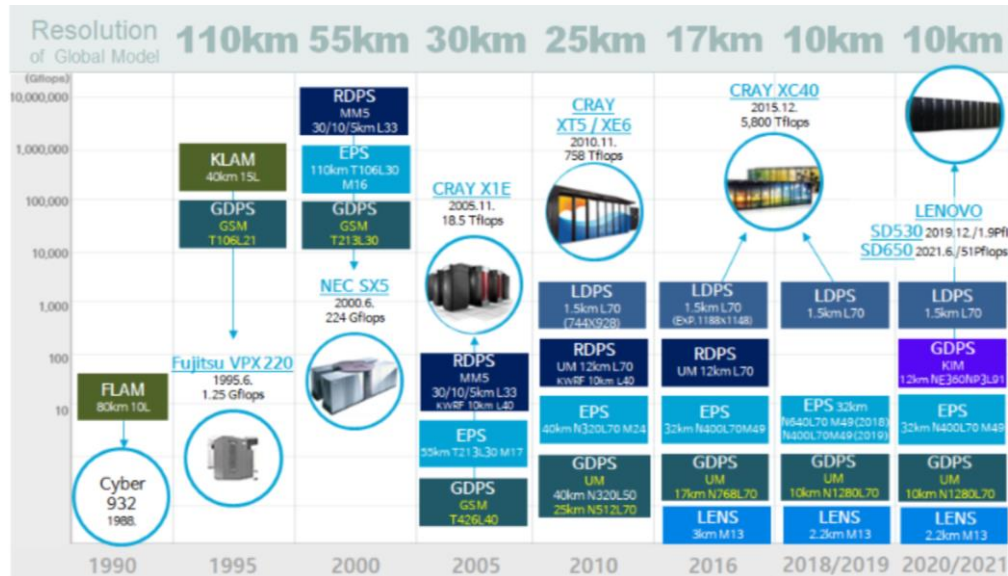 Resolution
of Global Model
110km
55km
30km
25km
17km
10km
10km
(Gflops)
10,000,000
1,000,000
100,000
10,000
1,000
100
10
FLAM
80km 10L
Cyber
932
1988.
KLAM
40km 15L
GDPS
GSM
T106L21
Fujitsu VPX220
1995.6.
1.25 Gflops
RDPS
MM5
30/10/5km L33
EPS
110km T106L30
M16
GDPS
GSM
T213L30
NEC SX5
2000.6.
224 Gflops
CRAY X1E
2005.11.
18.5 Tflops
RDPS
MM5
30/10/5km L33
KWRF 10km L40
EPS
55km T213L30 M17
GDPS
GSM
T426L40
CRAY
XT5 / XE6
2010.11.
758 Tflops
LDPS
1.5km L70
(744X928)
RDPS
UM 12km L70
KWRF 10km L40
EPS
40km N320L70 M24
GDPS
UM
40km N320L50
25km N512L70
CRAY XC40
2015.12.
5,800 Tflops
LDPS
1.5km L70
(EXP.1188x1148)
RDPS
UM 12km L70
EPS
32km N400L70M49
GDPS
UM
17km N768L70
LENS
3km M13
LDPS
1.5km L70
EPS 32km
N640L70 M49(2018)
N400L70M49(2019)
GDPS
UM
10km N1280L70
LENS
2.2km M13
LENOVO
SD530 2019.12./1.9Pfl
SD650 2021.6./51Pflops
LDPS
1.5km L70
GDPS
KIM
12km NE360NP3L91
EPS
32km N400L70 M49
GDPS
UM
10km N1280L70
LENS
2.2km M13
1990
1995
2000
2005
2010
2016
2018/2019
2020/2021